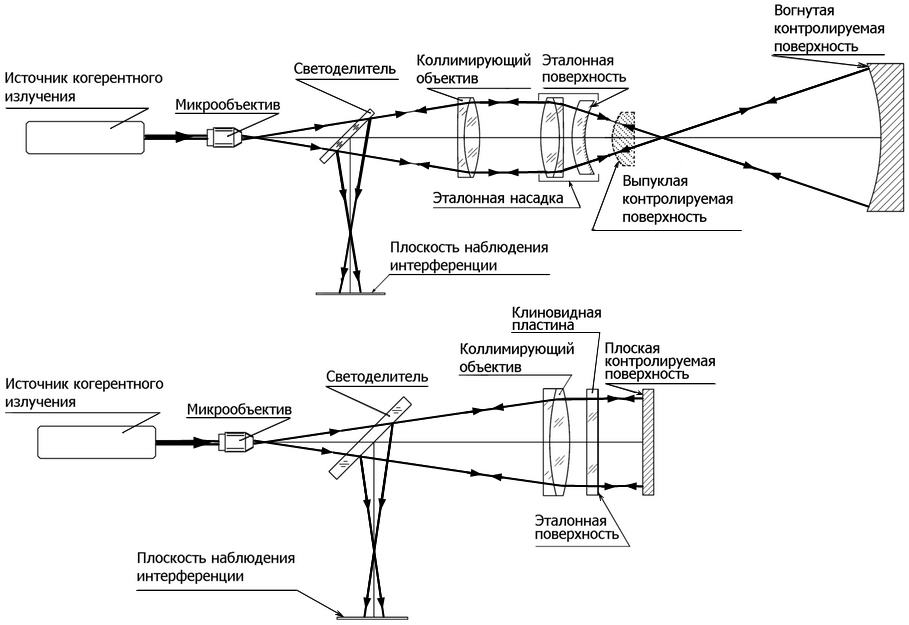 Источник когерентного
излучения
Микрообъектив
Светоделитель
Коллимирующий
объектив
Эталонная
поверхность
Вогнутая
контролируемая
поверхность
Эталонная насадка
Выпуклая
контролируемая
поверхность
Плоскость наблюдения
интерференции
Источник когерентного
излучения
Микрообъектив
Светоделитель
Коллимирующий
объектив
Клиновидная
пластина
Плоская
контролируемая
поверхность
Эталонная
поверхность
Плоскость наблюдения
интерференции